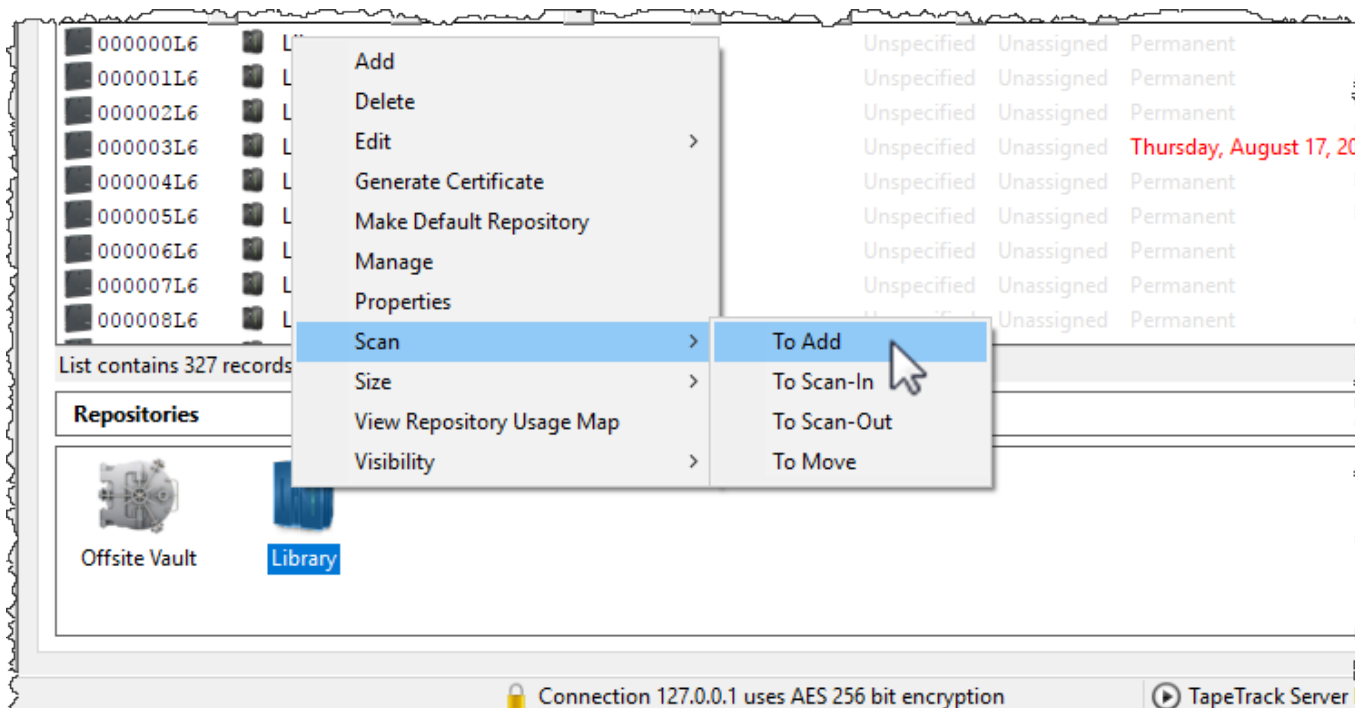 000000L6 Unspecified Unassigned Permanent
000001L6 L Unspecified Unassigned Permanent
000002L6 L Unspecified Unassigned Permanent
000003L6 L Unspecified Unassigned Thursday, August 17, 20
000004L6 L Unspecified Unassigned Permanent
000005L6 L Unspecified Unassigned Permanent
000006L6 L Unspecified Unassigned Permanent
000007L6 L Unspecified Unassigned Permanent
000008L6 L Unassigned Permanent
Add
Delete
Edit
Generate Certificate
Make Default Repository
Manage
Properties
Scan
Size
View Repository Usage Map
Visibility
To Add
To Scan-In
To Scan-Out
To Move
List contains 327 records
Repositories
Offsite Vault
Library
Connection 127.0.0.1 uses AES 256 bit encryption
TapeTrack Server